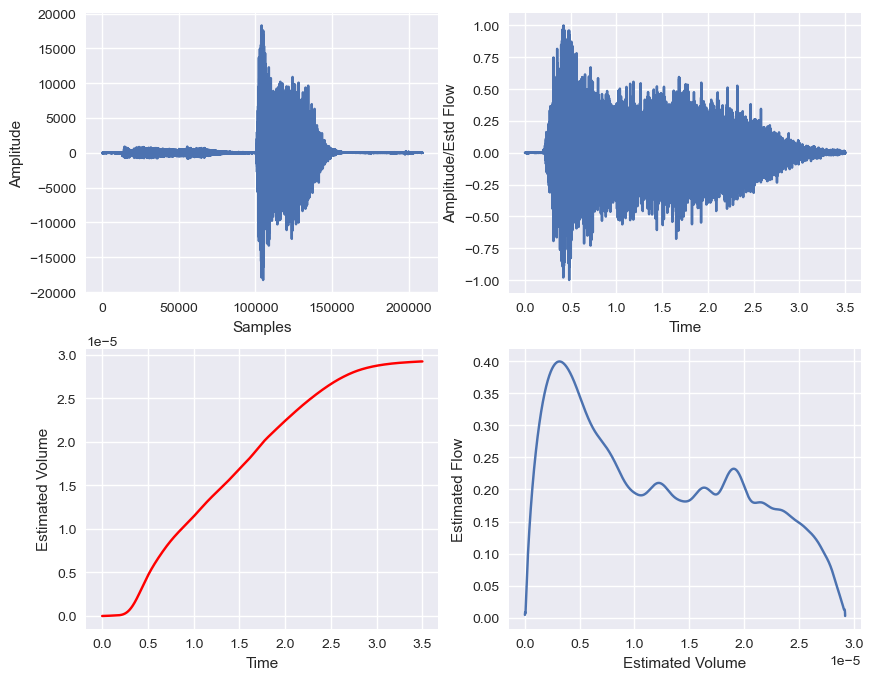 20000
15000
10000
5000
0
−5000
−10000
−15000
−20000
Amplitude
0 50000 100000 150000 200000
Samples
1.00
0.75
0.50
0.25
0.00
−0.25
−0.50
−0.75
−1.00
Amplitude/Estd Flow
0.0 0.5 1.0 1.5 2.0 2.5 3.0 3.5
Time
1e−5
3.0
2.5
2.0
1.5
1.0
0.5
0.0
Estimated Volume
0.0 0.5 1.0 1.5 2.0 2.5 3.0 3.5
Time
0.40
0.35
0.30
0.25
0.20
0.15
0.10
0.05
0.00
Estimated Flow
0.0 0.5 1.0 1.5 2.0 2.5 3.0
Estimated Volume
1e−5